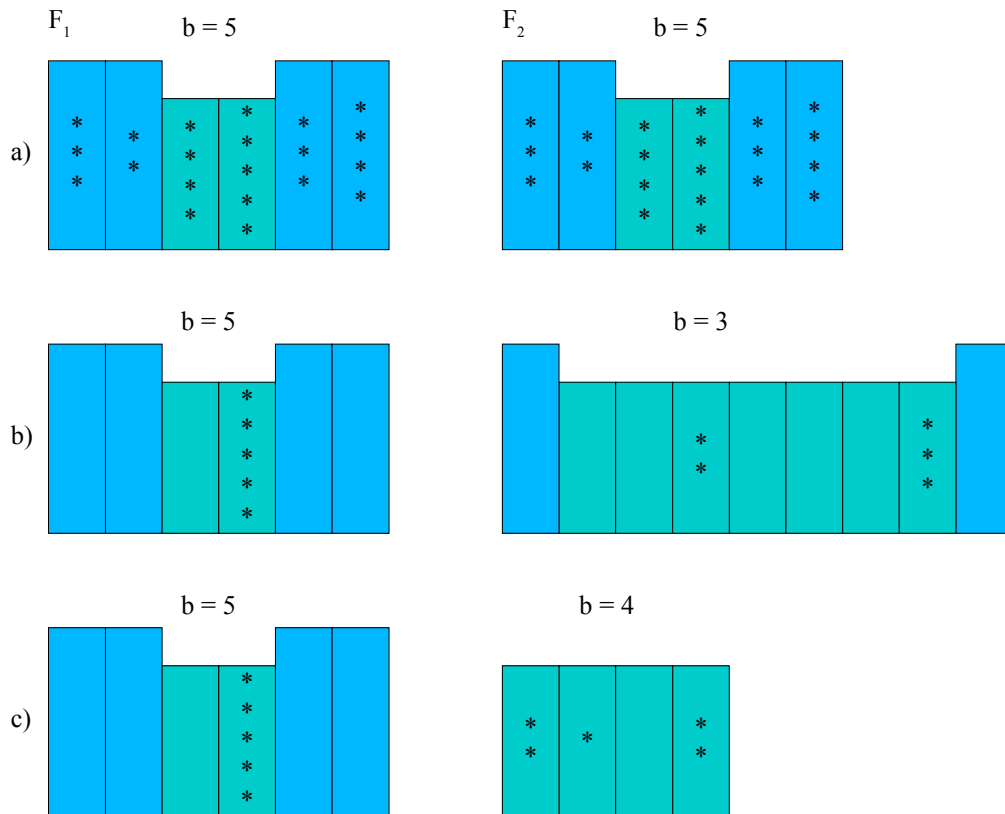 F₁ b = 5 F₂ b = 5
a)
* * * * * * * * * * * * * * * * * * * * * * * * * * * * * * * * * * * * * * * * * *
b = 5 b = 3
b)
* * * * * * * * * *
b = 5 b = 4
c)
* * * * * * * * * *